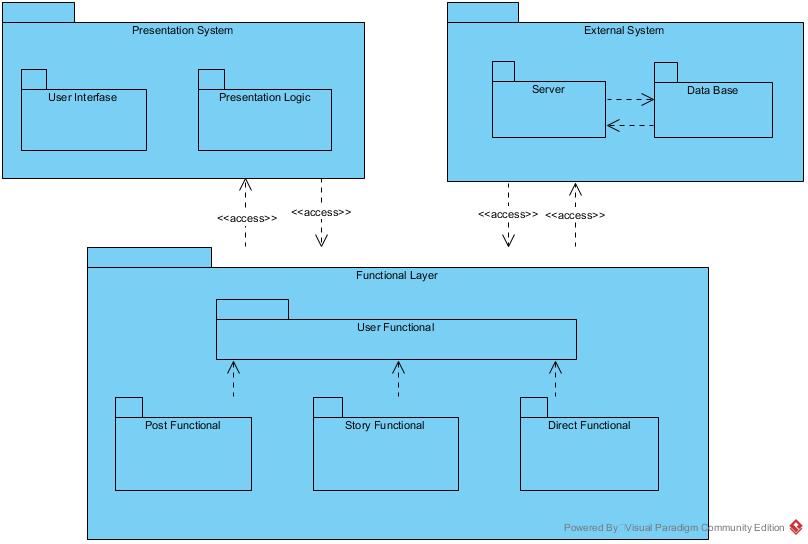 Presentation System
External System
User Interfase
Presentation Logic
Server
Data Base
<<access>>
<<access>>
<<access>>
<<access>>
Functional Layer
User Functional
Post Functional
Story Functional
Direct Functional
Powered By Visual Paradigm Community Edition